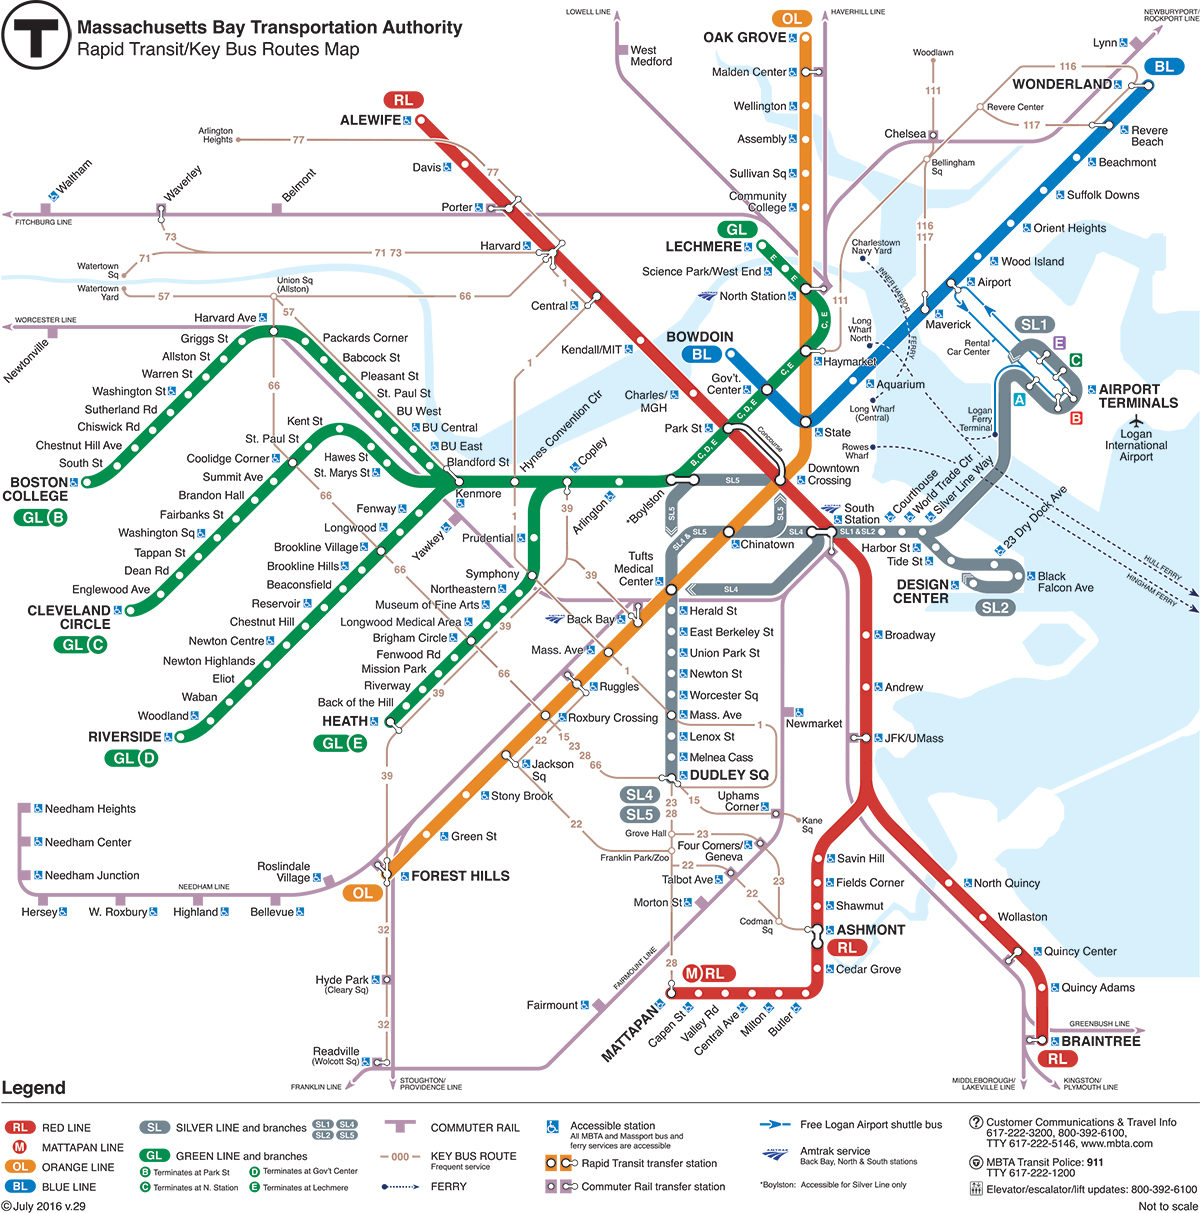 T
Massachusetts Bay Transportation Authority
Rapid Transit/Key Bus Routes Map
LOWELL LINE
West
Medford
OL
OAK GROVE
HAVERHILL LINE
NEWBURYPORT/
ROCKPORT LINE
Lynn
Malden Center
Woodlawn
116
BL
WONDERLAND
RL
ALEWIFE
111
Wellington
Revere Center
117
Revere
Beach
Arlington
Heights
77
Assembly
Chelsea
Beachmont
Davis
77
Sullivan Sq
Bellingham
Sq
Suffolk Downs
Waltham
Waverley
Belmont
Porter
Community
College
FITCHBURG LINE
116
117
Orient Heights
73
GL
LECHMERE
Harvard
Charlestown
Navy Yard
71
71 73
E
Wood Island
Watertown
Sq
Science Park/West End
E
INNER HARBOR
FERRY
Union Sq
(Allston)
1
Airport
Watertown
Yard
57
66
57
North Station
111
Central
C, E
Maverick
SL1
WORCESTER LINE
Harvard Ave
Long
Wharf
North
Rental
Car Center
E
Newtonville
Griggs St
Packards Corner
BOWDOIN
BL
C
Allston St
Babcock St
Kendall/MIT
Haymarket
Warren St
Pleasant St
C, E
Aquarium
A
AIRPORT
TERMINALS
Washington St
66
1
Gov't.
Center
B
Sutherland Rd
St. Paul St
Charles/
MGH
Long Wharf
(Central)
Logan
Ferry
Terminal
Chiswick Rd
BU West
Hynes Convention Ctr
C, D, E
Logan
International
Airport
Kent St
BU Central
Park St
State
Chestnut Hill Ave
St. Paul St
BU East
Concourse
Rowes
Wharf
South St
Coolidge Corner
Hawes St
St. Marys St
Blandford St
Copley
B, C, D, E
Downtown
Crossing
BOSTON
COLLEGE
GL B
Summit Ave
Kenmore
Arlington
SL5
Courthouse
World Trade Ctr
Silver Line Way
Brandon Hall
66
39
*Boylston
23 Dry Dock Ave
Fairbanks St
Fenway
1
SL5
SL5
South
Station
Washington Sq
Longwood
Yawkey
Prudential
SL4 & SL5
SL4
SL1 & SL2
Tappan St
Brookline Village
Chinatown
Harbor St
HULL FERRY
Dean Rd
Brookline Hills
66
39
Tufts
Medical
Center
Tide St
HINGHAM FERRY
Englewood Ave
Beaconsfield
Symphony
Northeastern
SL4
DESIGN
CENTER
Black
Falcon Ave
SL2
CLEVELAND
CIRCLE
GL C
Reservoir
Museum of Fine Arts
Herald St
Chestnut Hill
Longwood Medical Area
39
Back Bay
East Berkeley St
Newton Centre
Brigham Circle
Mass. Ave
Union Park St
Broadway
Newton Highlands
Fenwood Rd
1
Newton St
Eliot
Mission Park
66
Ruggles
Worcester Sq
Andrew
Waban
Riverway
39
Mass. Ave
1
Newmarket
Woodland
Back of the Hill
Roxbury Crossing
Lenox St
JFK/UMass
RIVERSIDE
GL D
HEATH
GL E
22
15
23
28
66
Melnea Cass
39
Jackson
Sq
DUDLEY SQ
Needham Heights
Stony Brook
SL4
SL5
23
28
15
Uphams
Corner
Kane
Sq
Needham Center
22
Green St
Grove Hall
23
Four Corners/
Geneva
Franklin Park/Zoo
Savin Hill
Needham Junction
Roslindale
Village
FOREST HILLS
22
Talbot Ave
23
Fields Corner
North Quincy
NEEDHAM LINE
OL
22
Hersey
W. Roxbury
Highland
Bellevue
Morton St
Shawmut
Wollaston
32
Codman
Sq
ASHMONT
RL
Quincy Center
28
FAIRMOUNT LINE
Hyde Park
(Cleary Sq)
M RL
Cedar Grove
Quincy Adams
Fairmount
MATTAPAN
Capen St
Valley Rd
Central Ave
Milton
Butler
32
GREENBUSH LINE
Readville
(Wolcott Sq)
BRAINTREE
RL
FRANKLIN LINE
STOUGHTON/
PROVIDENCE LINE
MIDDLEBOROUGH/
LAKEVILLE LINE
KINGSTON/
PLYMOUTH LINE
Legend
RL RED LINE
M MATTAPAN LINE
OL ORANGE LINE
BL BLUE LINE
SL SILVER LINE and branches SL1 SL4 SL2 SL5
GL GREEN LINE and branches
B Terminates at Park St
D Terminates at Gov't Center
C Terminates at N. Station
E Terminates at Lechmere
COMMUTER RAIL
000 KEY BUS ROUTE
Frequent service
FERRY
Accessible station
All MBTA and Massport bus and
ferry services are accessible
Rapid Transit transfer station
Commuter Rail transfer station
Free Logan Airport shuttle bus
AMTRAK
Amtrak service
Back Bay, North & South stations
*Boylston: Accessible for Silver Line only
Customer Communications & Travel Info
617-222-3200, 800-392-6100,
TTY 617-222-5146, www.mbta.com
MBTA Transit Police: 911
TTY 617-222-1200
Elevator/escalator/lift updates: 800-392-6100
©July 2016 v.29
Not to scale